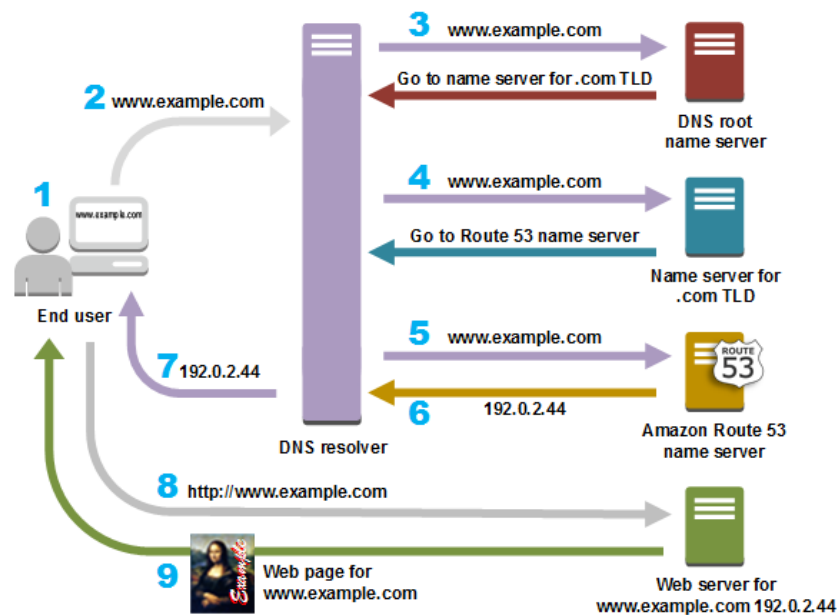 3 www.example.com
Go to name server for .com TLD
DNS root
name server
2 www.example.com
1
www.example.com
End user
4 www.example.com
Go to Route 53 name server
Name server for
.com TLD
5 www.example.com
ROUTE
53
6 192.0.2.44
Amazon Route 53
name server
7 192.0.2.44
DNS resolver
8 http://www.example.com
9
Example
Web page for
www.example.com
Web server for
www.example.com 192.0.2.44